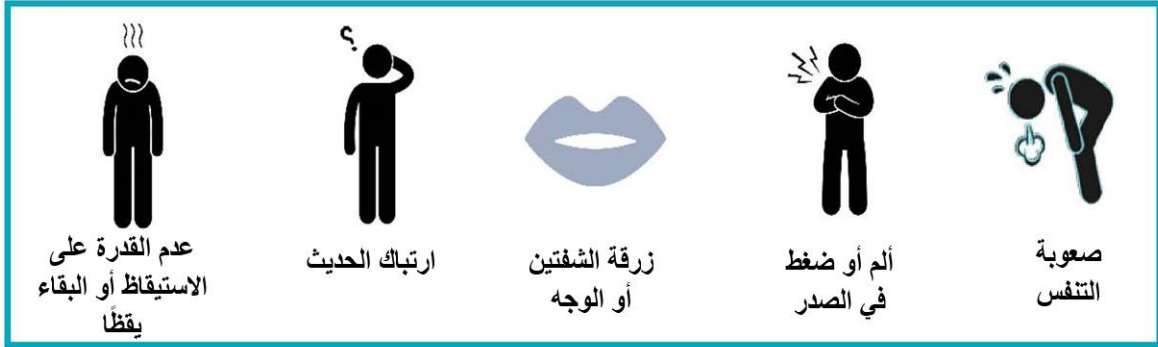 صعوبة
التنفس
ألم أو ضغط
في الصدر
زرقة الشفتين
أو الوجه
ارتباك الحديث
عدم القدرة على
الاستيقاظ أو البقاء
يقظًا
؟